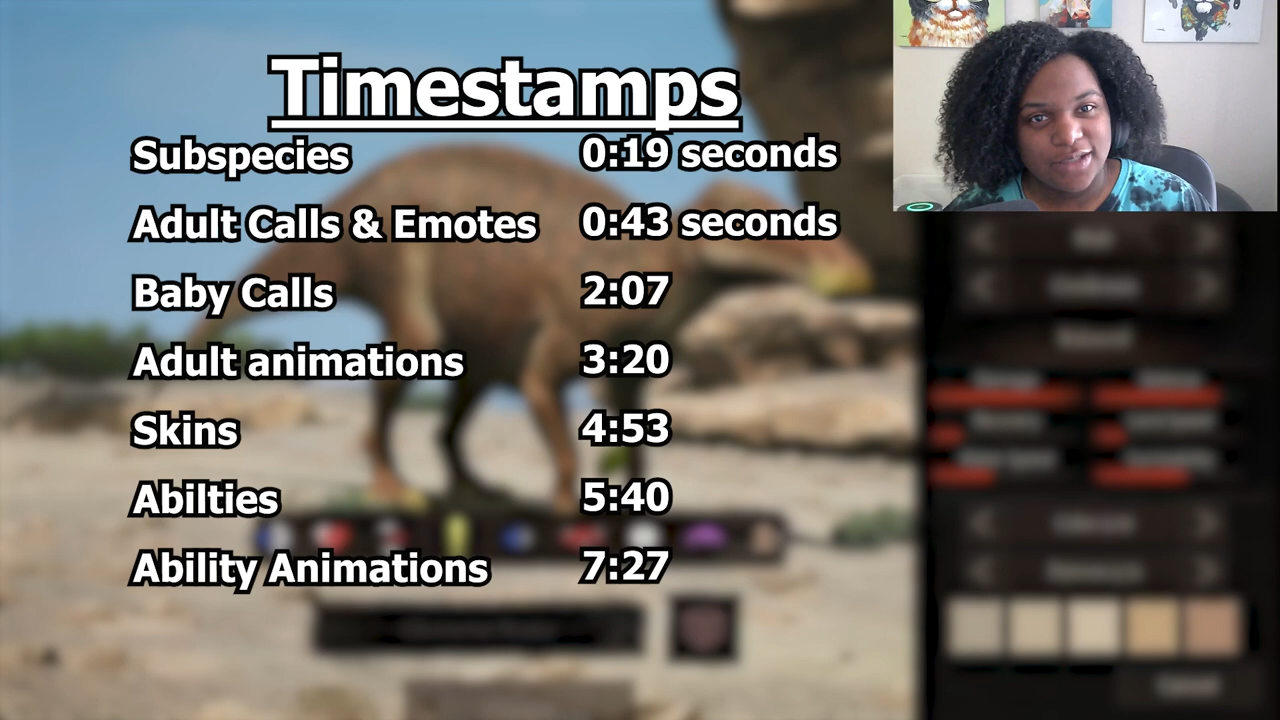 Timestamps
Subspecies 0:19 seconds
Adult Calls & Emotes 0:43 seconds
Baby Calls 2:07
Adult animations 3:20
Skins 4:53
Abilties 5:40
Ability Animations 7:27
Cancel